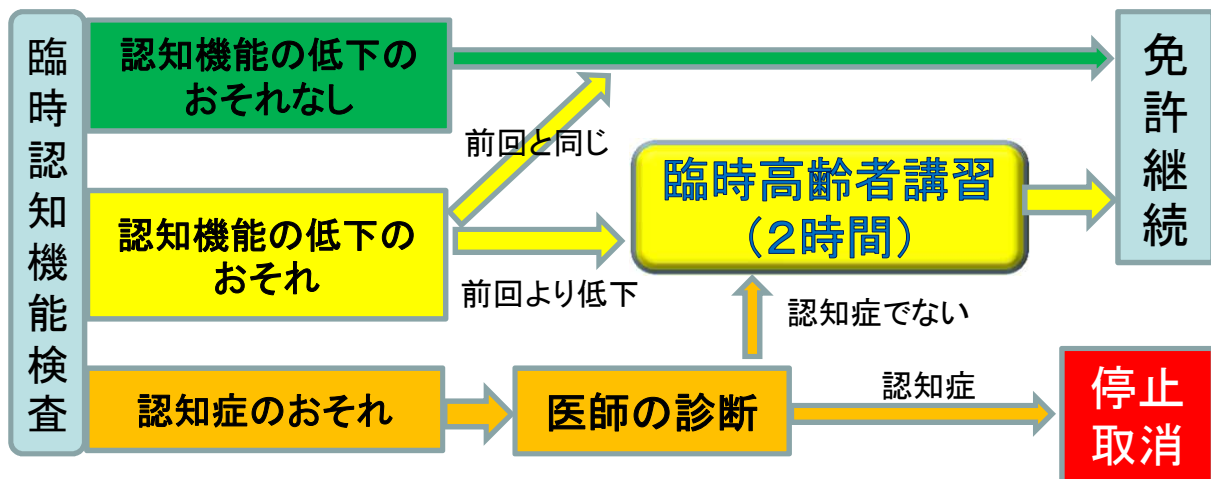 臨時認知機能検査
認知機能の低下の
おそれなし
前回と同じ
認知機能の低下の
おそれ
前回より低下
臨時高齢者講習
（２時間）
免許継続
認知症のおそれ
医師の診断
認知症でない
認知症
停止
取消